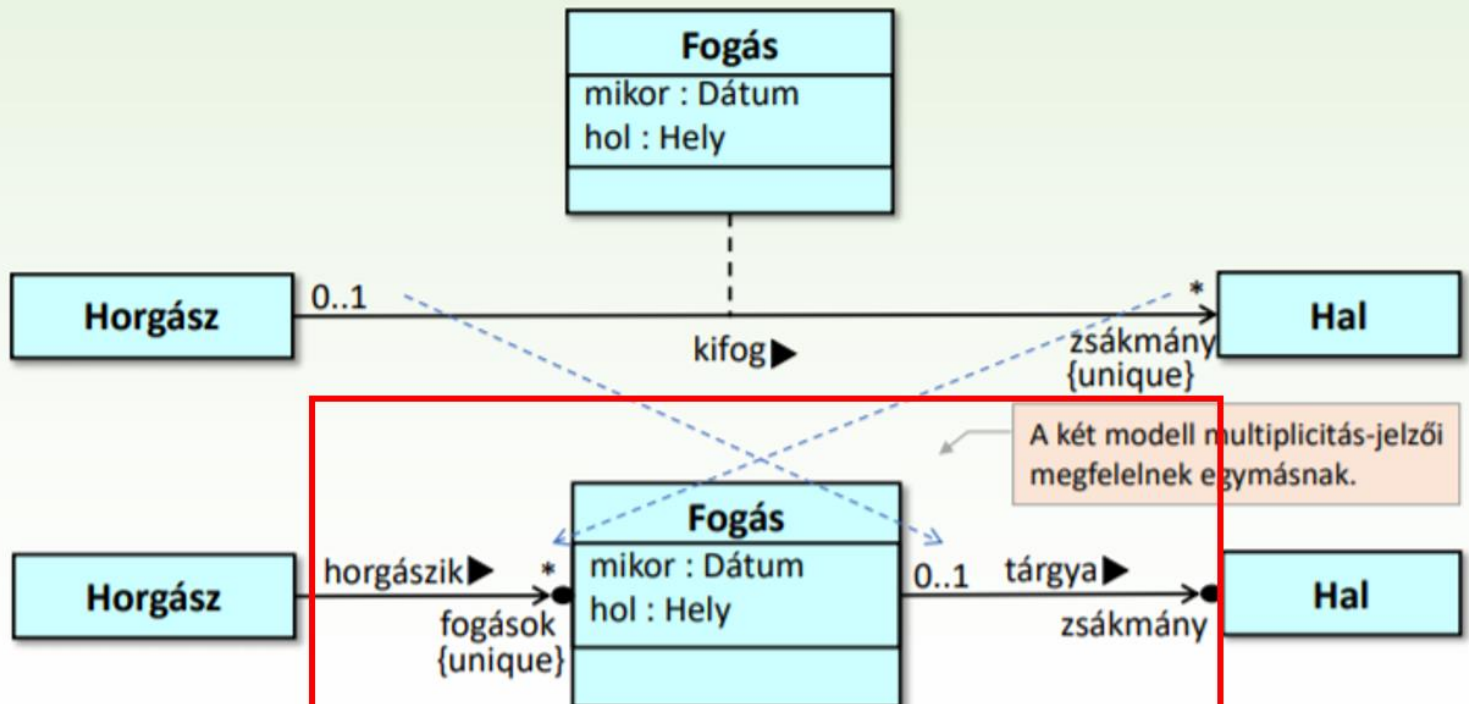 Fogás
mikor : Dátum
hol : Hely
Horgász
0..1
*
Hal
kifog▶
zsákmány
{unique}
A két modell multiplicitás-jelzői
megfelelnek egymásnak.
Fogás
Horgász
horgászik▶
*
mikor : Dátum
hol : Hely
0..1
tárgya▶
Hal
fogások
{unique}
zsákmány